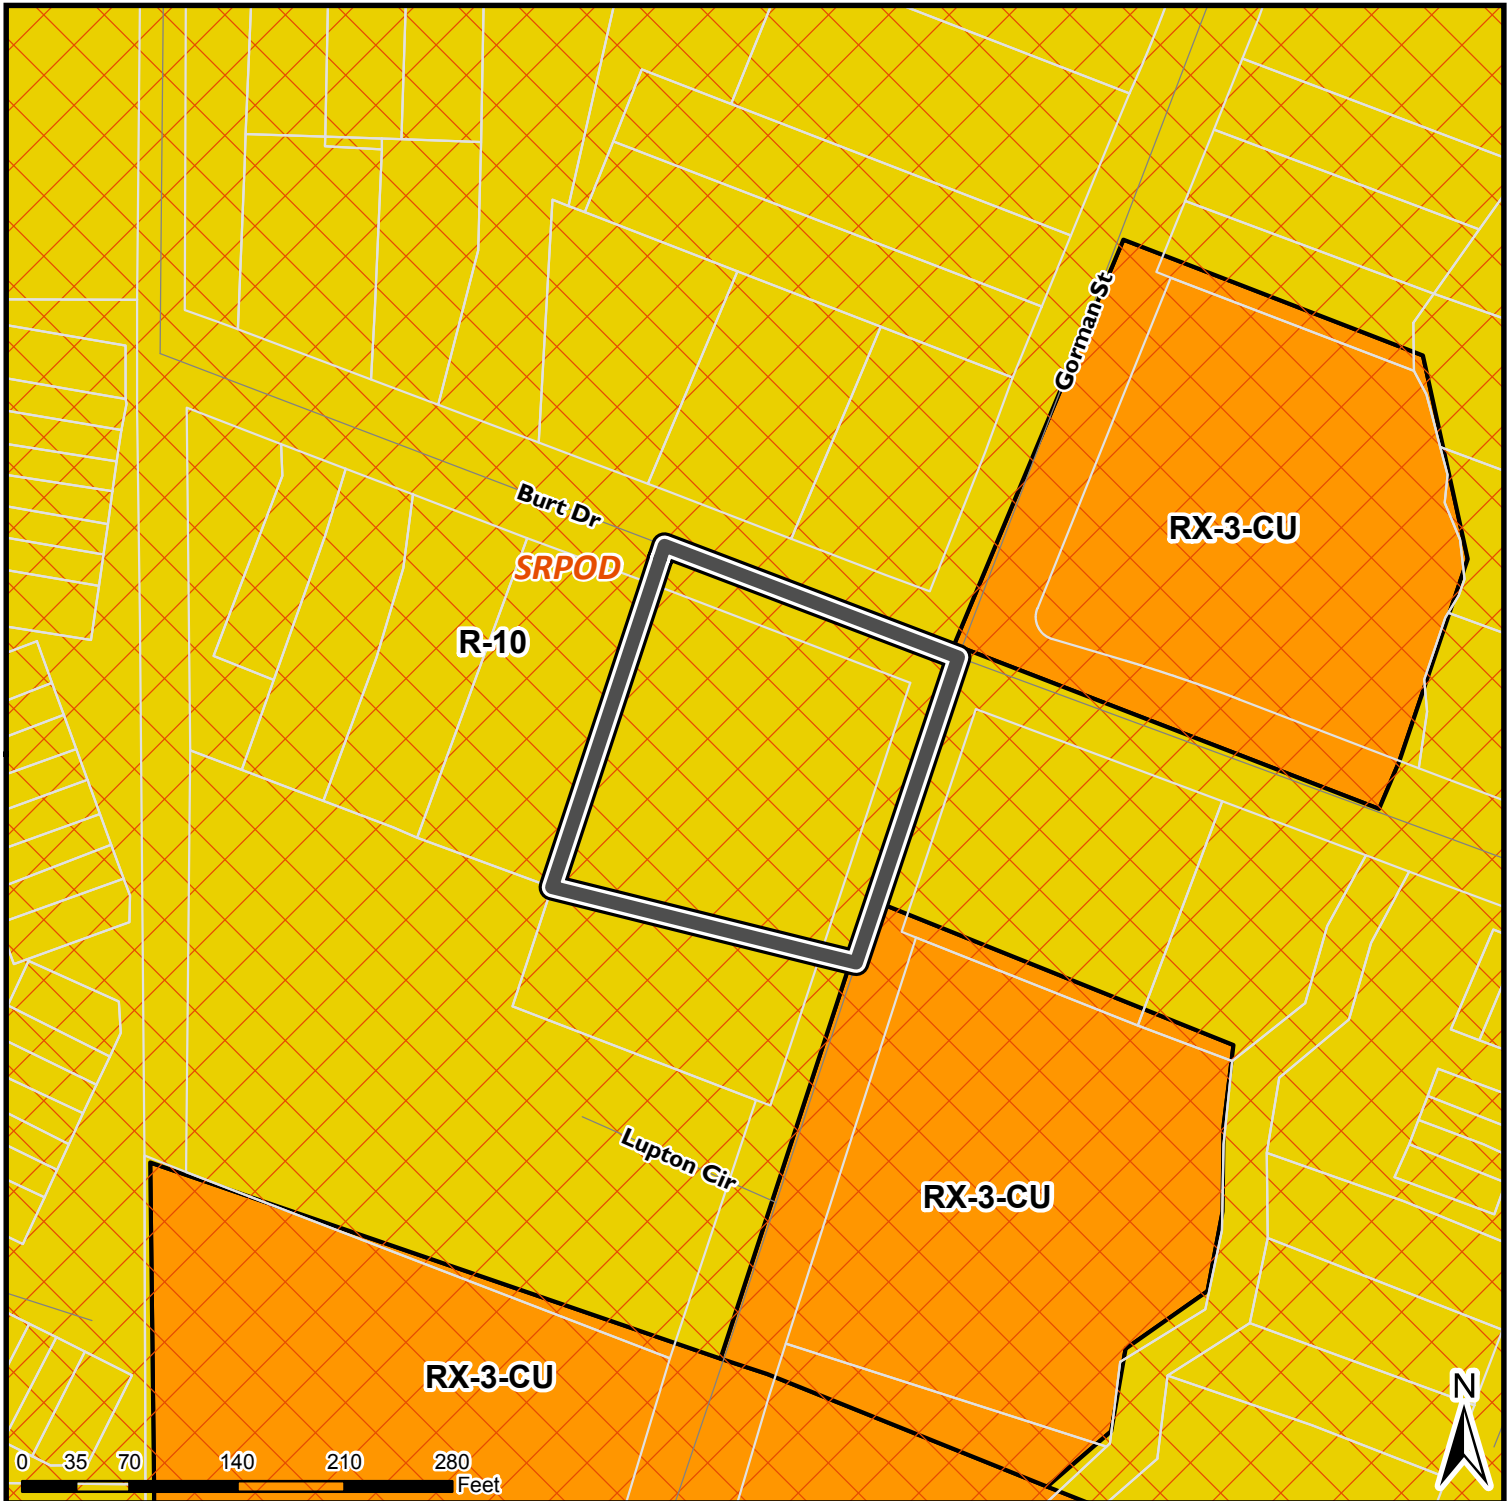 Gorman St
RX-3-CU
Burt Dr
SRPOD
R-10
Lupton Cir
RX-3-CU
RX-3-CU
N
0 35 70 140 210 280
Feet